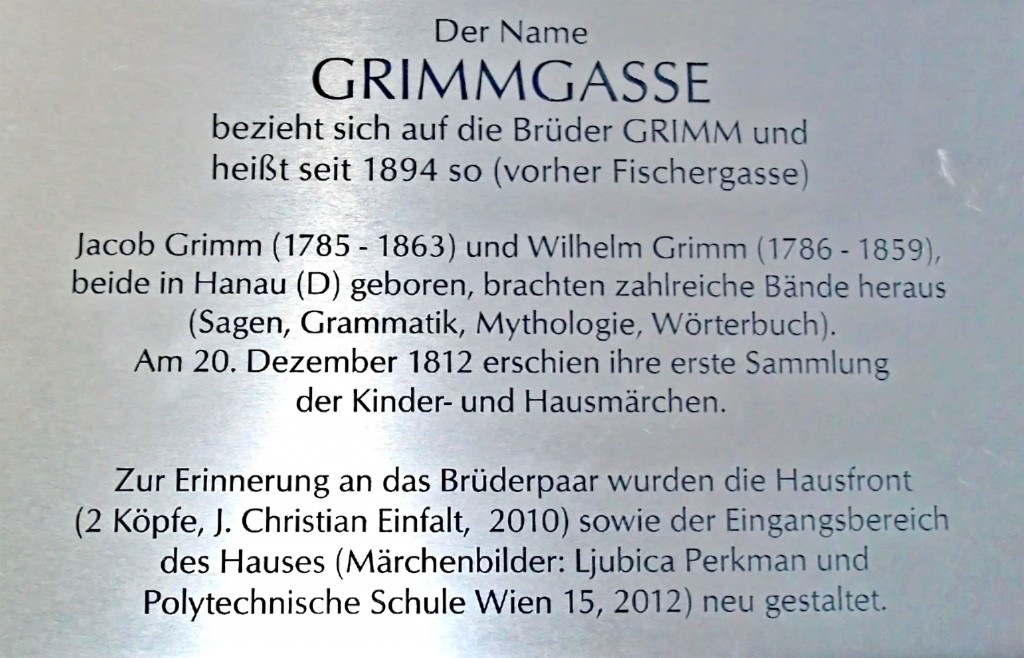 Der Name
GRIMMGASSE
bezieht sich auf die Brüder GRIMM und
heißt seit 1894 so (vorher Fischergasse)
Jacob Grimm (1785 - 1863) und Wilhelm Grimm (1786 - 1859),
beide in Hanau (D) geboren, brachten zahlreiche Bände heraus
(Sagen, Grammatik, Mythologie, Wörterbuch).
Am 20. Dezember 1812 erschien ihre erste Sammlung
der Kinder- und Hausmärchen.
Zur Erinnerung an das Brüderpaar wurden die Hausfront
(2 Köpfe, J. Christian Einfalt, 2010) sowie der Eingangsbereich
des Hauses (Märchenbilder: Ljubica Perkman und
Polytechnische Schule Wien 15, 2012) neu gestaltet.